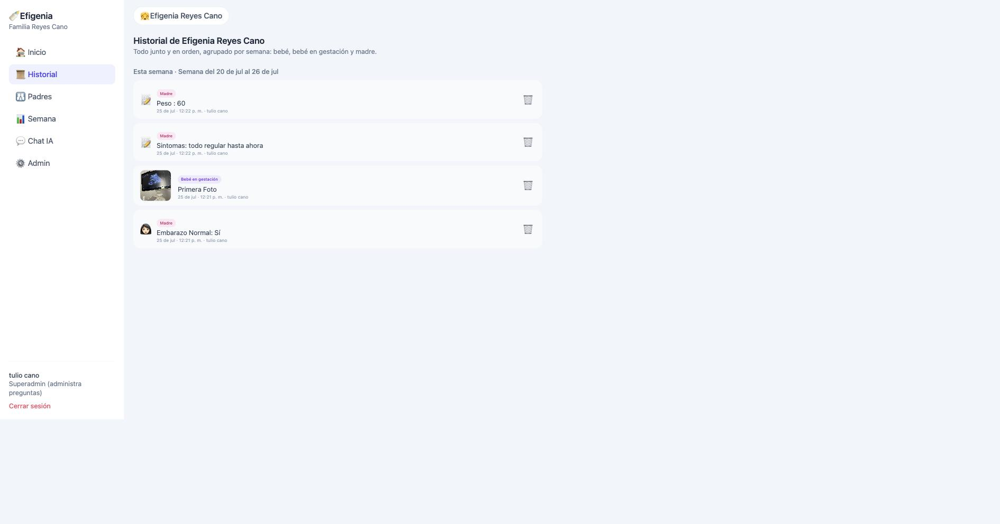 Efigenia
Familia Reyes Cano
Inicio
Historial
Padres
Semana
Chat IA
Admin
tulio cano
Superadmin (administra
preguntas)
Cerrar sesión
Efigenia Reyes Cano
Historial de Efigenia Reyes Cano
Todo junto y en orden, agrupado por semana: bebé, bebé en gestación y madre.
Esta semana · Semana del 20 de jul al 26 de jul
Madre
Peso : 60
25 de jul · 12:22 p. m. · tulio cano
Madre
Sintomas: todo regular hasta ahora
25 de jul · 12:22 p. m. · tulio cano
Bebé en gestación
Primera Foto
25 de jul · 12:21 p. m. · tulio cano
Madre
Embarazo Normal: Sí
25 de jul · 12:21 p. m. · tulio cano